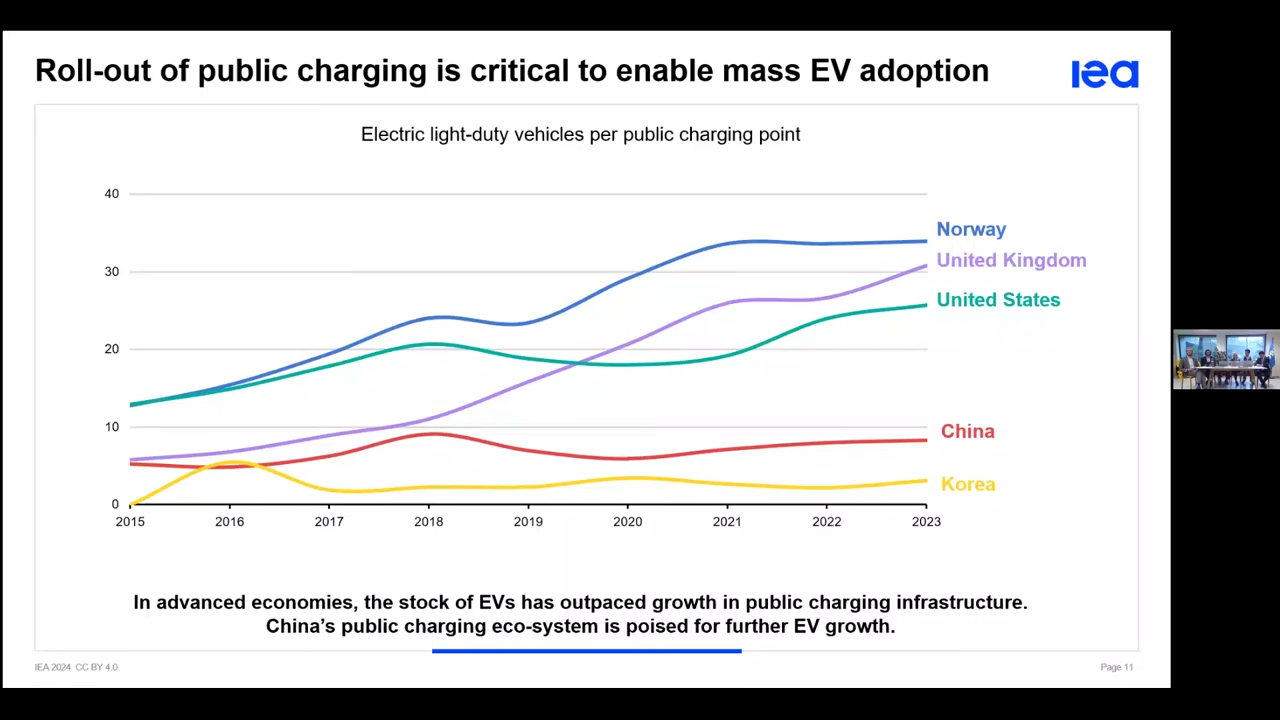 Roll-out of public charging is critical to enable mass EV adoption
iea
Electric light-duty vehicles per public charging point
40
30
20
10
0
2015 2016 2017 2018 2019 2020 2021 2022 2023
Norway
United Kingdom
United States
China
Korea
In advanced economies, the stock of EVs has outpaced growth in public charging infrastructure.
China's public charging eco-system is poised for further EV growth.
IEA 2024. CC BY 4.0.
Page 11